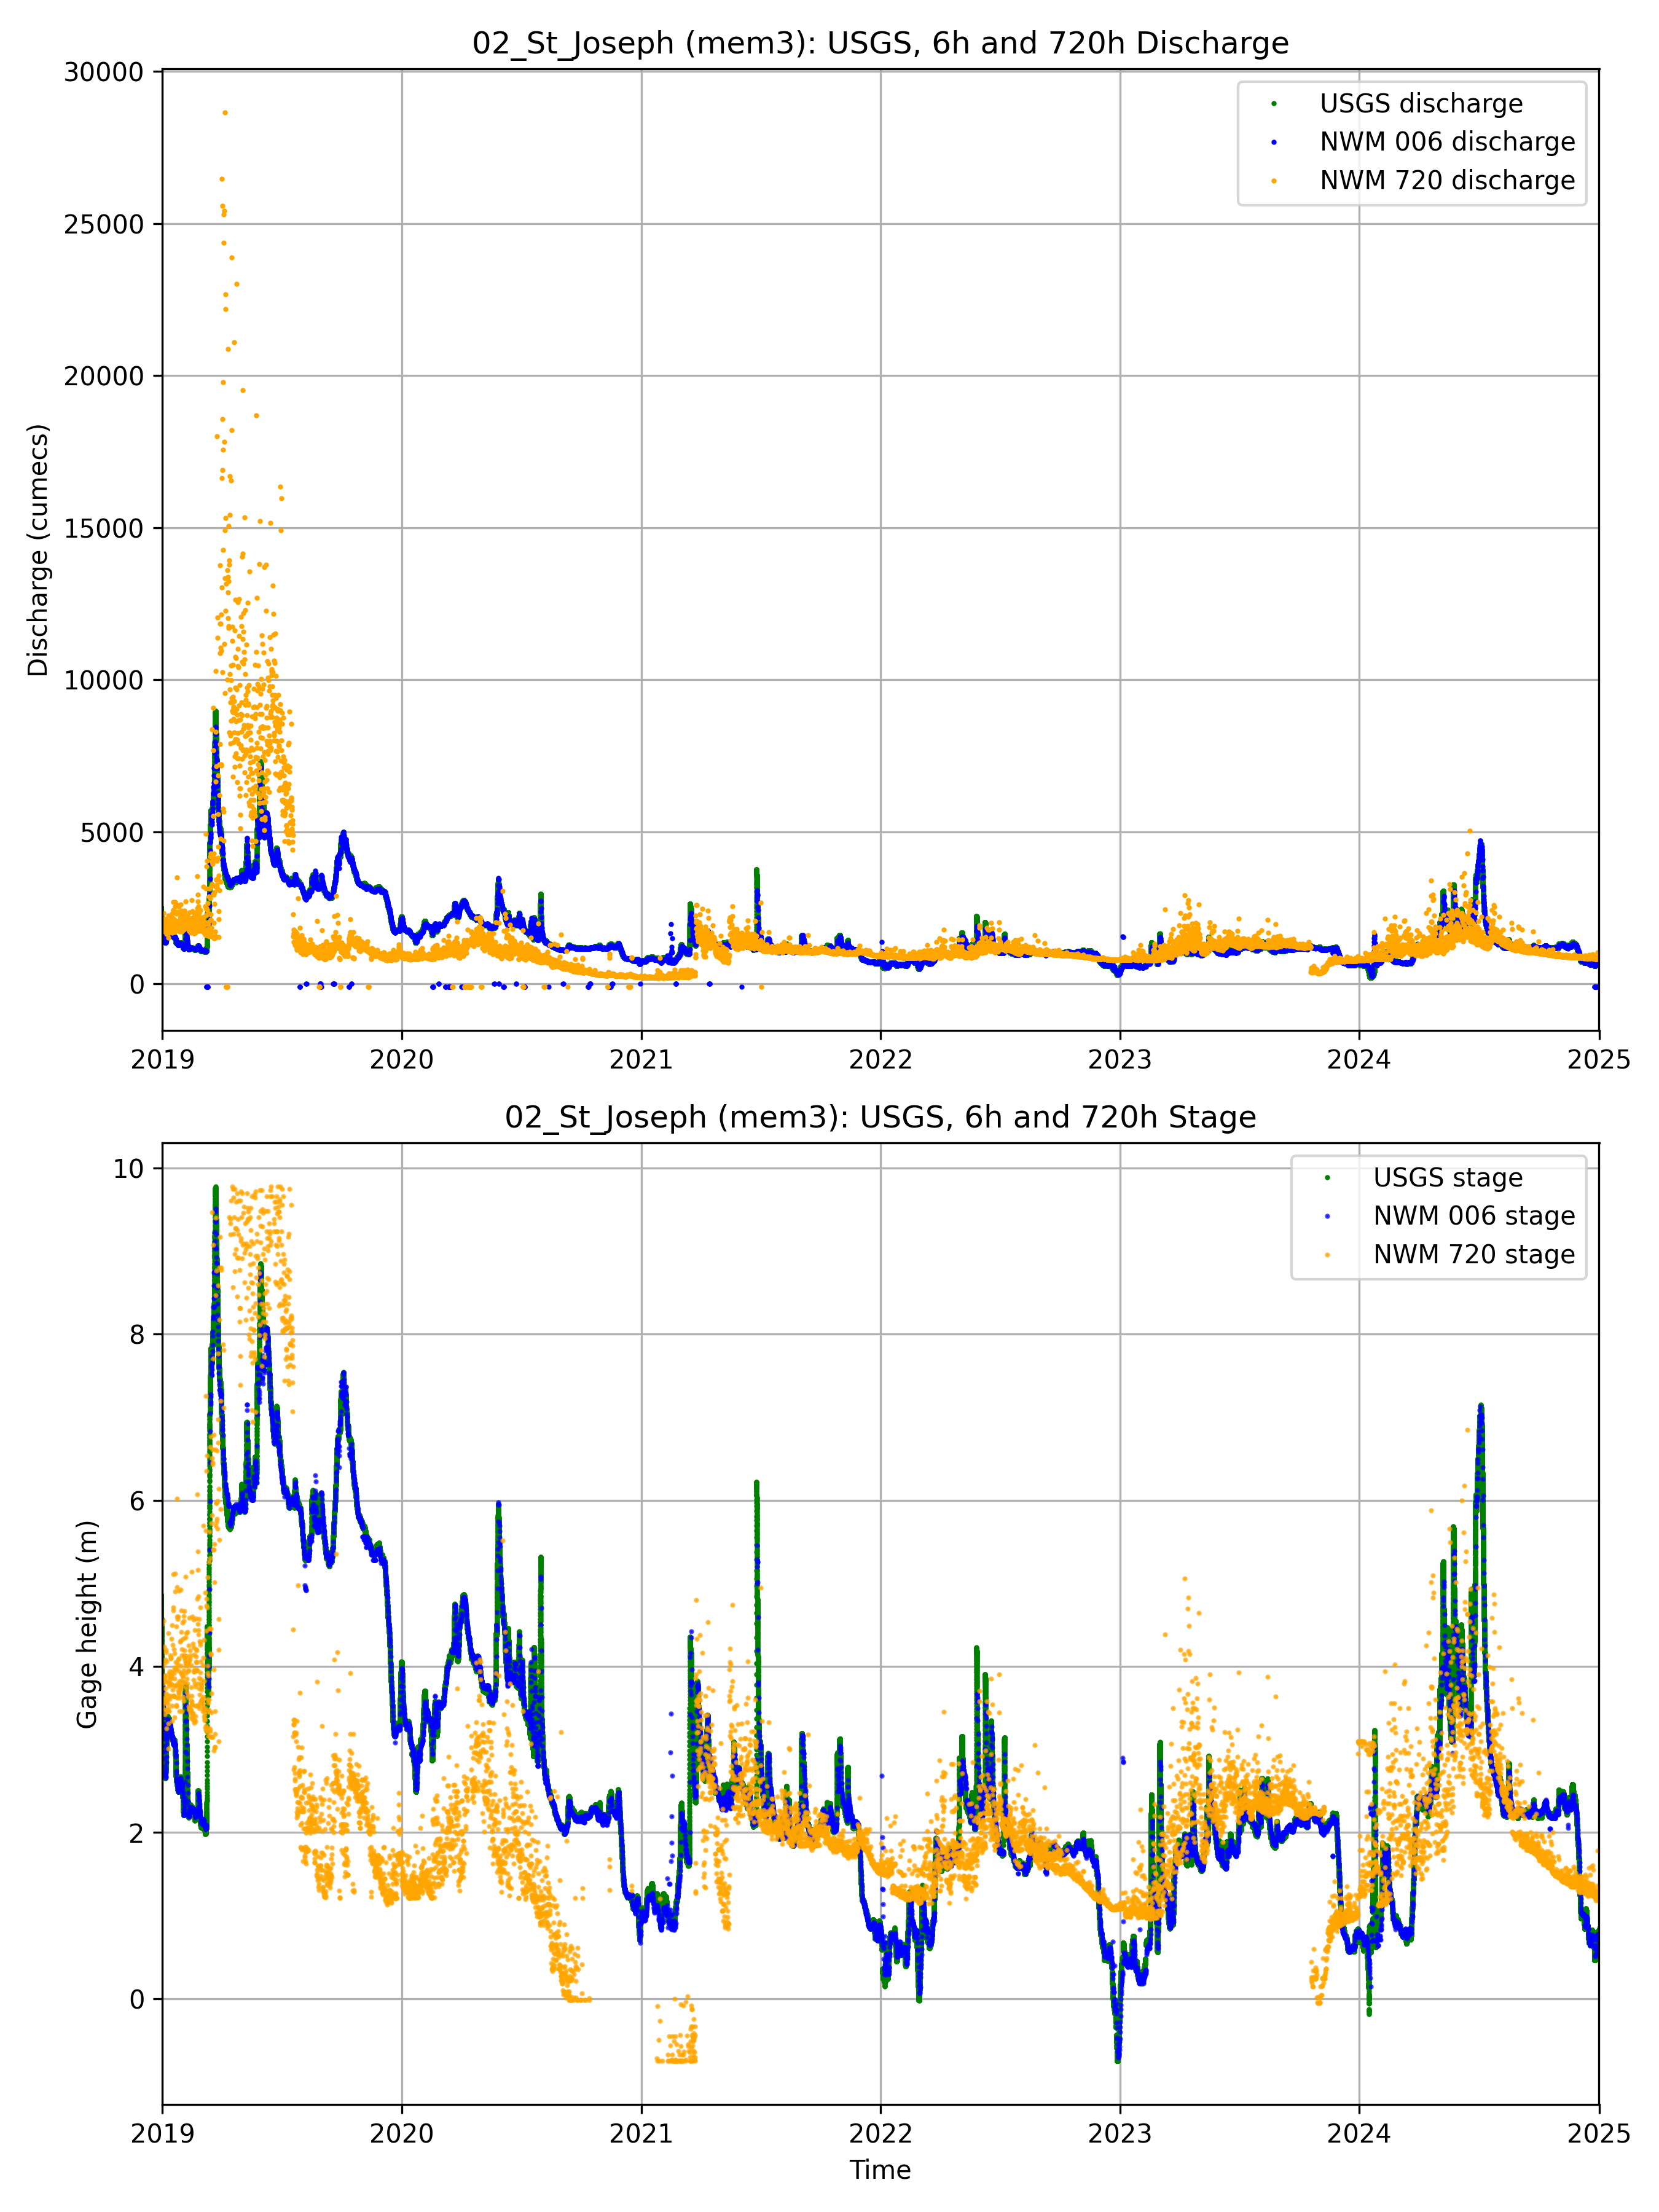 02_St_Joseph (mem3): USGS, 6h and 720h Discharge
30000
25000
20000
15000
10000
5000
0
Discharge (cumecs)
USGS discharge
NWM 006 discharge
NWM 720 discharge
2019 2020 2021 2022 2023 2024 2025
02_St_Joseph (mem3): USGS, 6h and 720h Stage
10
8
6
4
2
0
Gage height (m)
USGS stage
NWM 006 stage
NWM 720 stage
2019 2020 2021 2022 2023 2024 2025
Time